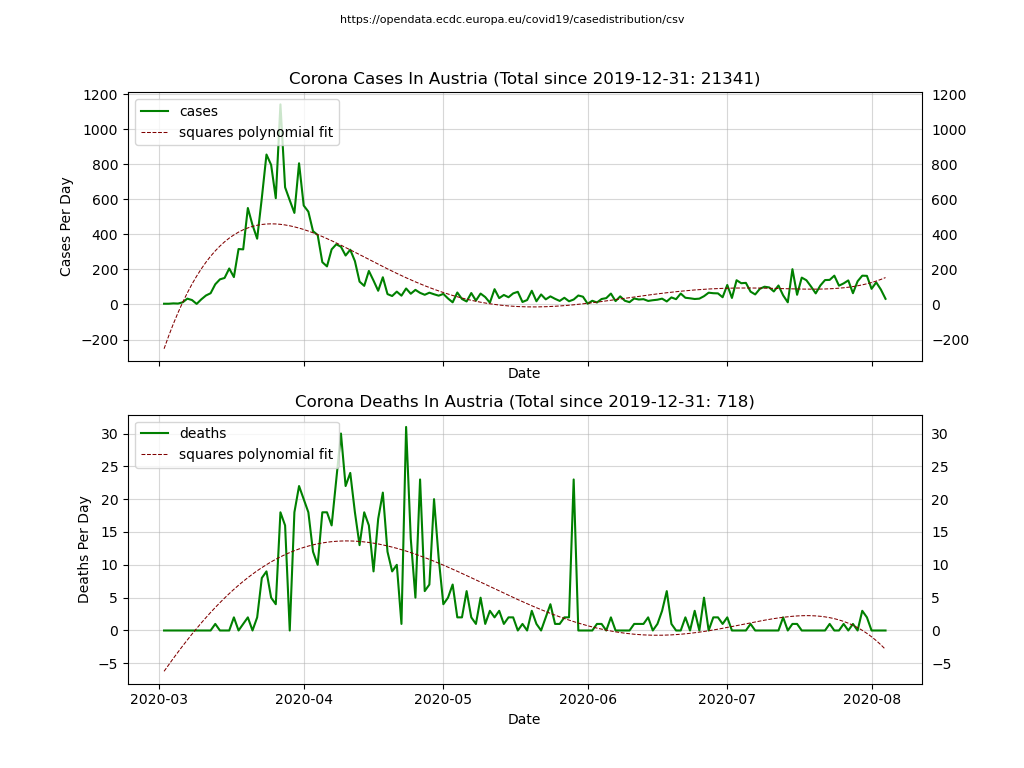 https://opendata.ecdc.europa.eu/covid19/casedistribution/csv
Corona Cases In Austria (Total since 2019-12-31: 21341)
cases
squares polynomial fit
Cases Per Day
1200 1200
1000 1000
800 800
600 600
400 400
200 200
0 0
−200 −200
Date
Corona Deaths In Austria (Total since 2019-12-31: 718)
deaths
squares polynomial fit
Deaths Per Day
30 30
25 25
20 20
15 15
10 10
5 5
0 0
−5 −5
2020-03 2020-04 2020-05 2020-06 2020-07 2020-08
Date